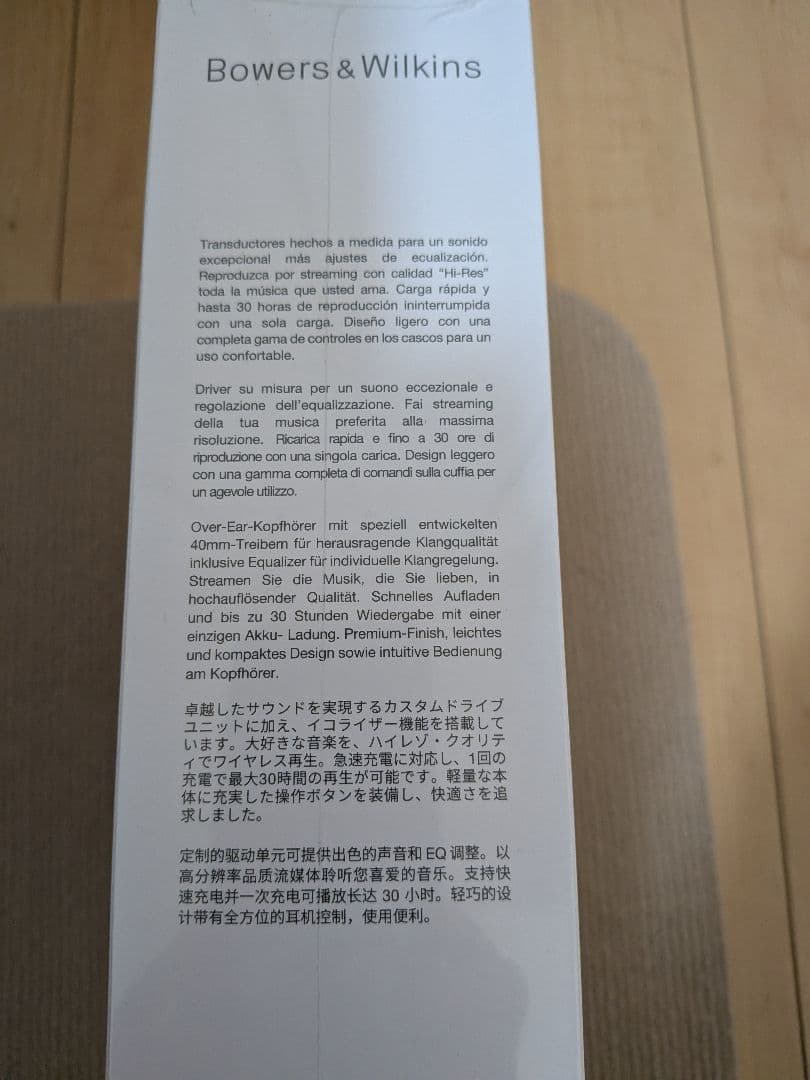 Bowers & Wilkins
Transductores hechos a medida para un sonido
excepcional más ajustes de ecualización.
Reproduzca por streaming con calidad “Hi-Res”
toda la música que usted ama. Carga rápida y
hasta 30 horas de reproducción ininterrumpida
con una sola carga. Diseño ligero con una
completa gama de controles en los cascos para un
uso confortable.
Driver su misura per un suono eccezionale e
regolazione dell’equalizzazione. Fai streaming
della tua musica preferita alla massima
risoluzione. Ricarica rapida e fino a 30 ore di
riproduzione con una singola carica. Design leggero
con una gamma completa di comandi sulla cuffia per
un agevole utilizzo.
Over-Ear-Kopfhörer mit speziell entwickelten
40mm-Treibern für herausragende Klangqualität
inklusive Equalizer für individuelle Klangregelung.
Streamen Sie die Musik, die Sie lieben, in
hochauflösender Qualität. Schnelles Aufladen
und bis zu 30 Stunden Wiedergabe mit einer
einzigen Akku- Ladung. Premium-Finish, leichtes
und kompaktes Design sowie intuitive Bedienung
am Kopfhörer.
卓越したサウンドを実現するカスタムドライブ
ユニットに加え、イコライザー機能を搭載して
います。大好きな音楽を、ハイレゾ・クオリテ
ィでワイヤレス再生。急速充電に対応し、1回の
充電で最大30時間の再生が可能です。軽量な本
体に充実した操作ボタンを装備し、快適さを追
求しました。
定制的驱动单元可提供出色的声音和 EQ 调整。以
高分辨率品质流媒体聆听您喜爱的音乐。支持快
速充电并一次充电可播放长达 30 小时。轻巧的设
计带有全方位的耳机控制，使用便利。